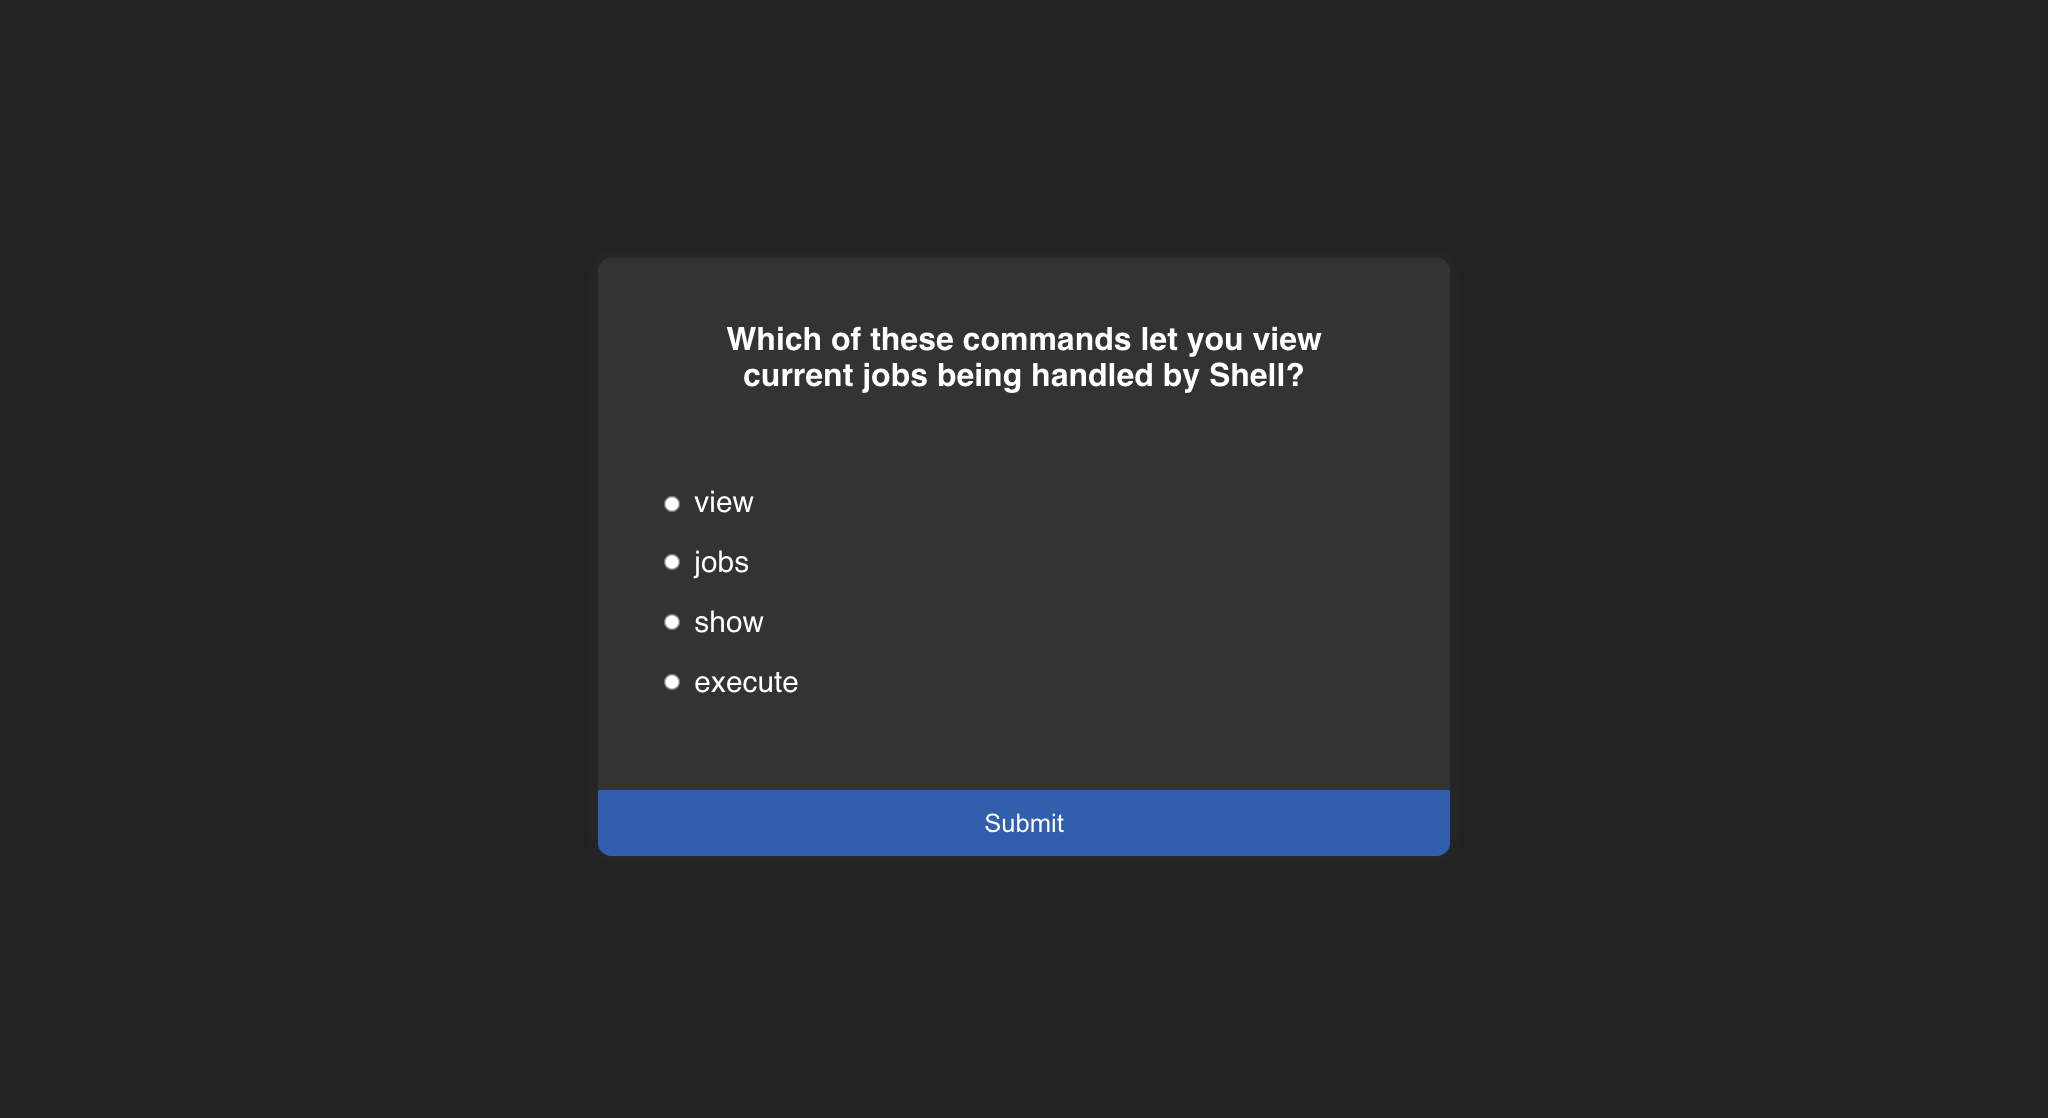 Which of these commands let you view
current jobs being handled by Shell?
view
jobs
show
execute
Submit